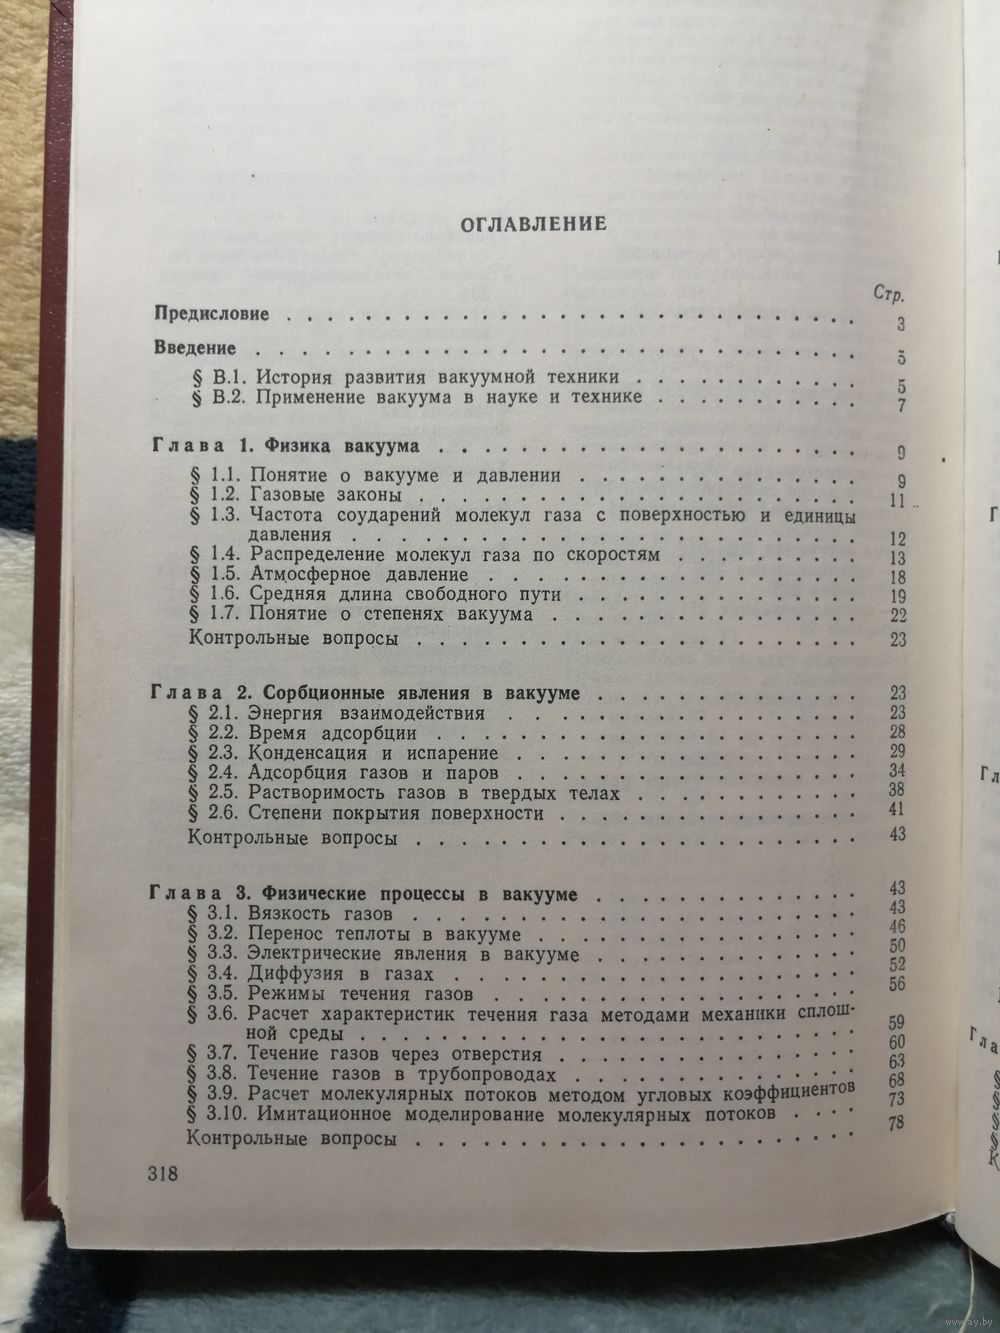 ОГЛАВЛЕНИЕ
Стр.
Предисловие . . . . . . . . . . . . . . . . . . . . . . . . . . . . . . 3
Введение . . . . . . . . . . . . . . . . . . . . . . . . . . . . . . 5
§ В.1. История развития вакуумной техники . . . . . . . . . . . 5
§ В.2. Применение вакуума в науке и технике . . . . . . . . . . 7
Глава 1. Физика вакуума . . . . . . . . . . . . . . . . . . . . . 9
§ 1.1. Понятие о вакууме и давлении . . . . . . . . . . . . . . 9
§ 1.2. Газовые законы . . . . . . . . . . . . . . . . . . . . . 11
§ 1.3. Частота соударений молекул газа с поверхностью и единицы
давления . . . . . . . . . . . . . . . . . . . . . . . 12
§ 1.4. Распределение молекул газа по скоростям . . . . . . . . 13
§ 1.5. Атмосферное давление . . . . . . . . . . . . . . . . . 18
§ 1.6. Средняя длина свободного пути . . . . . . . . . . . . . 19
§ 1.7. Понятие о степенях вакуума . . . . . . . . . . . . . . 22
Контрольные вопросы . . . . . . . . . . . . . . . . . . . . 23
Глава 2. Сорбционные явления в вакууме . . . . . . . . . . . . 23
§ 2.1. Энергия взаимодействия . . . . . . . . . . . . . . . . 23
§ 2.2. Время адсорбции . . . . . . . . . . . . . . . . . . . 28
§ 2.3. Конденсация и испарение . . . . . . . . . . . . . . . 29
§ 2.4. Адсорбция газов и паров . . . . . . . . . . . . . . . 34
§ 2.5. Растворимость газов в твердых телах . . . . . . . . . . 38
§ 2.6. Степени покрытия поверхности . . . . . . . . . . . . . 41
Контрольные вопросы . . . . . . . . . . . . . . . . . . . . 43
Глава 3. Физические процессы в вакууме . . . . . . . . . . . . 43
§ 3.1. Вязкость газов . . . . . . . . . . . . . . . . . . . . 43
§ 3.2. Перенос теплоты в вакууме . . . . . . . . . . . . . . 46
§ 3.3. Электрические явления в вакууме . . . . . . . . . . . 50
§ 3.4. Диффузия в газах . . . . . . . . . . . . . . . . . . . 52
§ 3.5. Режимы течения газов . . . . . . . . . . . . . . . . . 56
§ 3.6. Расчет характеристик течения газа методами механики сплош-
ной среды . . . . . . . . . . . . . . . . . . . . . . 59
§ 3.7. Течение газов через отверстия . . . . . . . . . . . . . 60
§ 3.8. Течение газов в трубопроводах . . . . . . . . . . . . . 63
§ 3.9. Расчет молекулярных потоков методом угловых коэффициентов 68
§ 3.10. Имитационное моделирование молекулярных потоков . . . . 73
Контрольные вопросы . . . . . . . . . . . . . . . . . . . . 78
318
www.ay.by